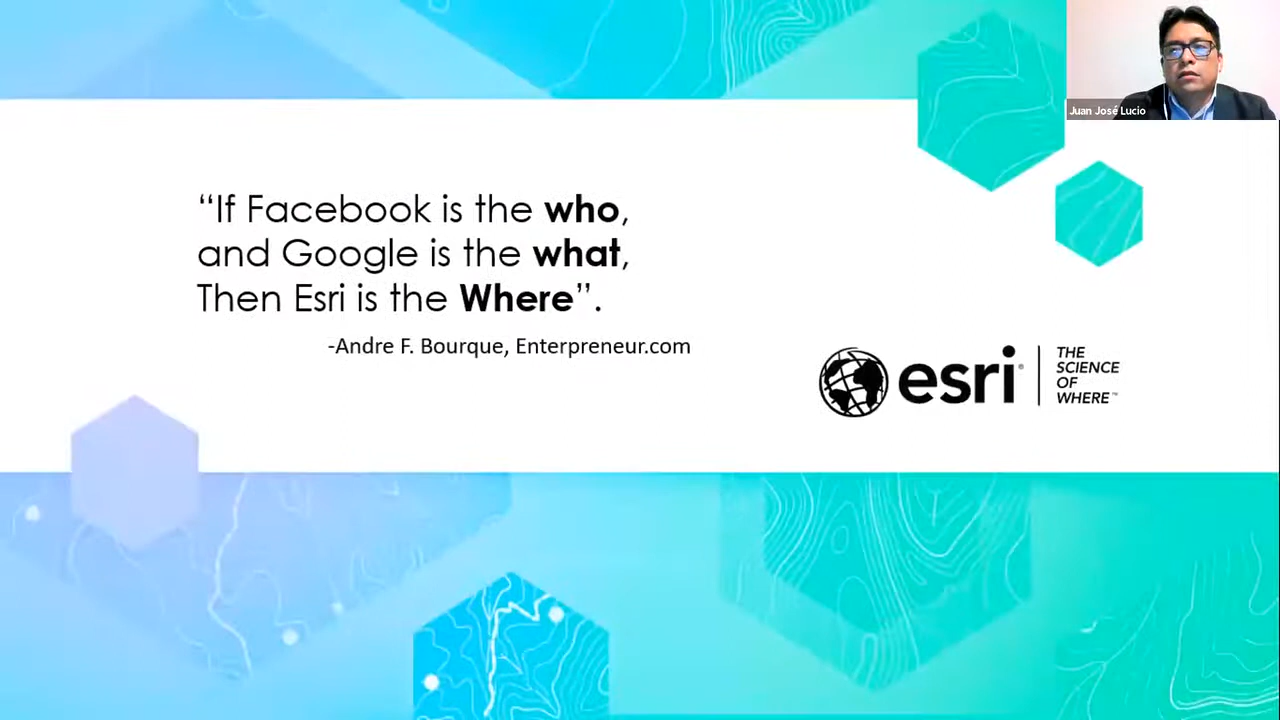 “If Facebook is the who,
and Google is the what,
Then Esri is the Where”.
-Andre F. Bourque, Enterpreneur.com
esri® | THE
SCIENCE
OF
WHERE™
Juan José Lucio